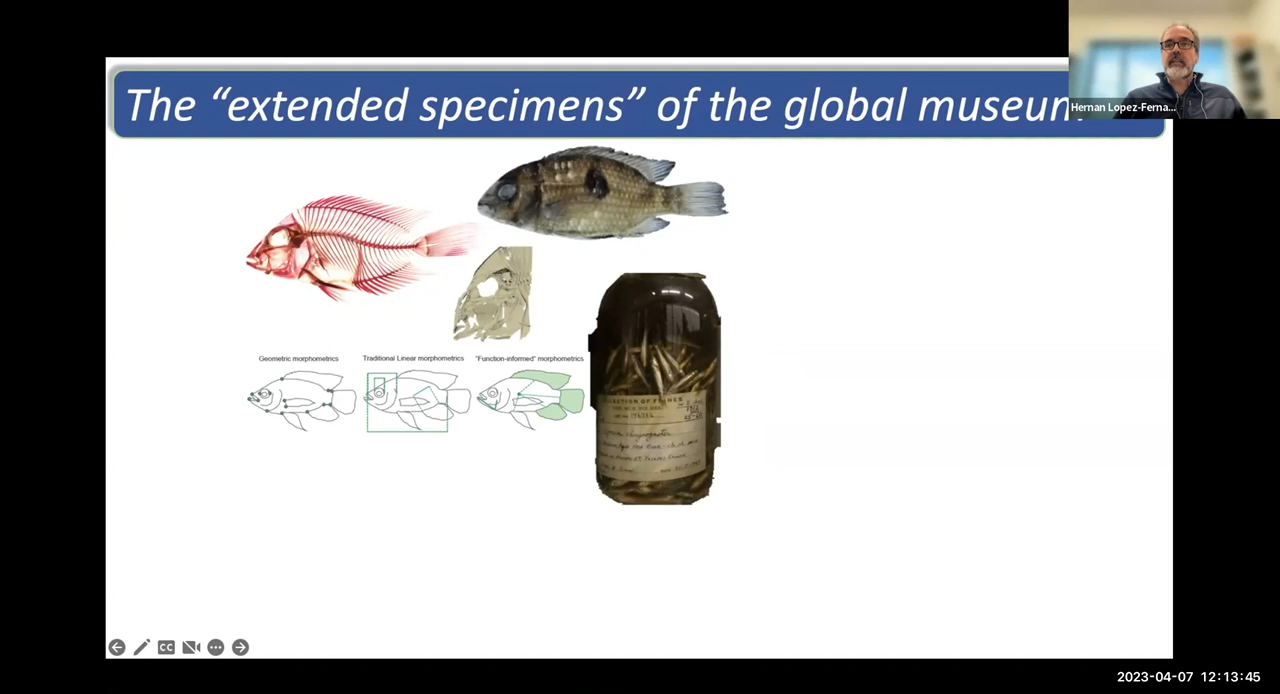 The “extended specimens” of the global museum
Hernan Lopez-Ferna...
Geometric morphometrics
Traditional Linear morphometrics
"Function-informed" morphometrics
CC
2023-04-07 12:13:45